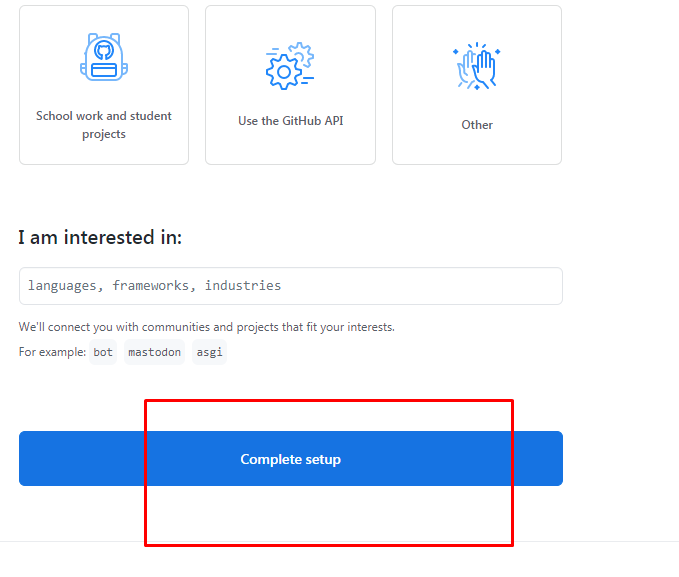 School work and student
projects
Use the GitHub API
Other
I am interested in:
languages, frameworks, industries
We'll connect you with communities and projects that fit your interests.
For example: bot mastodon asgi
Complete setup